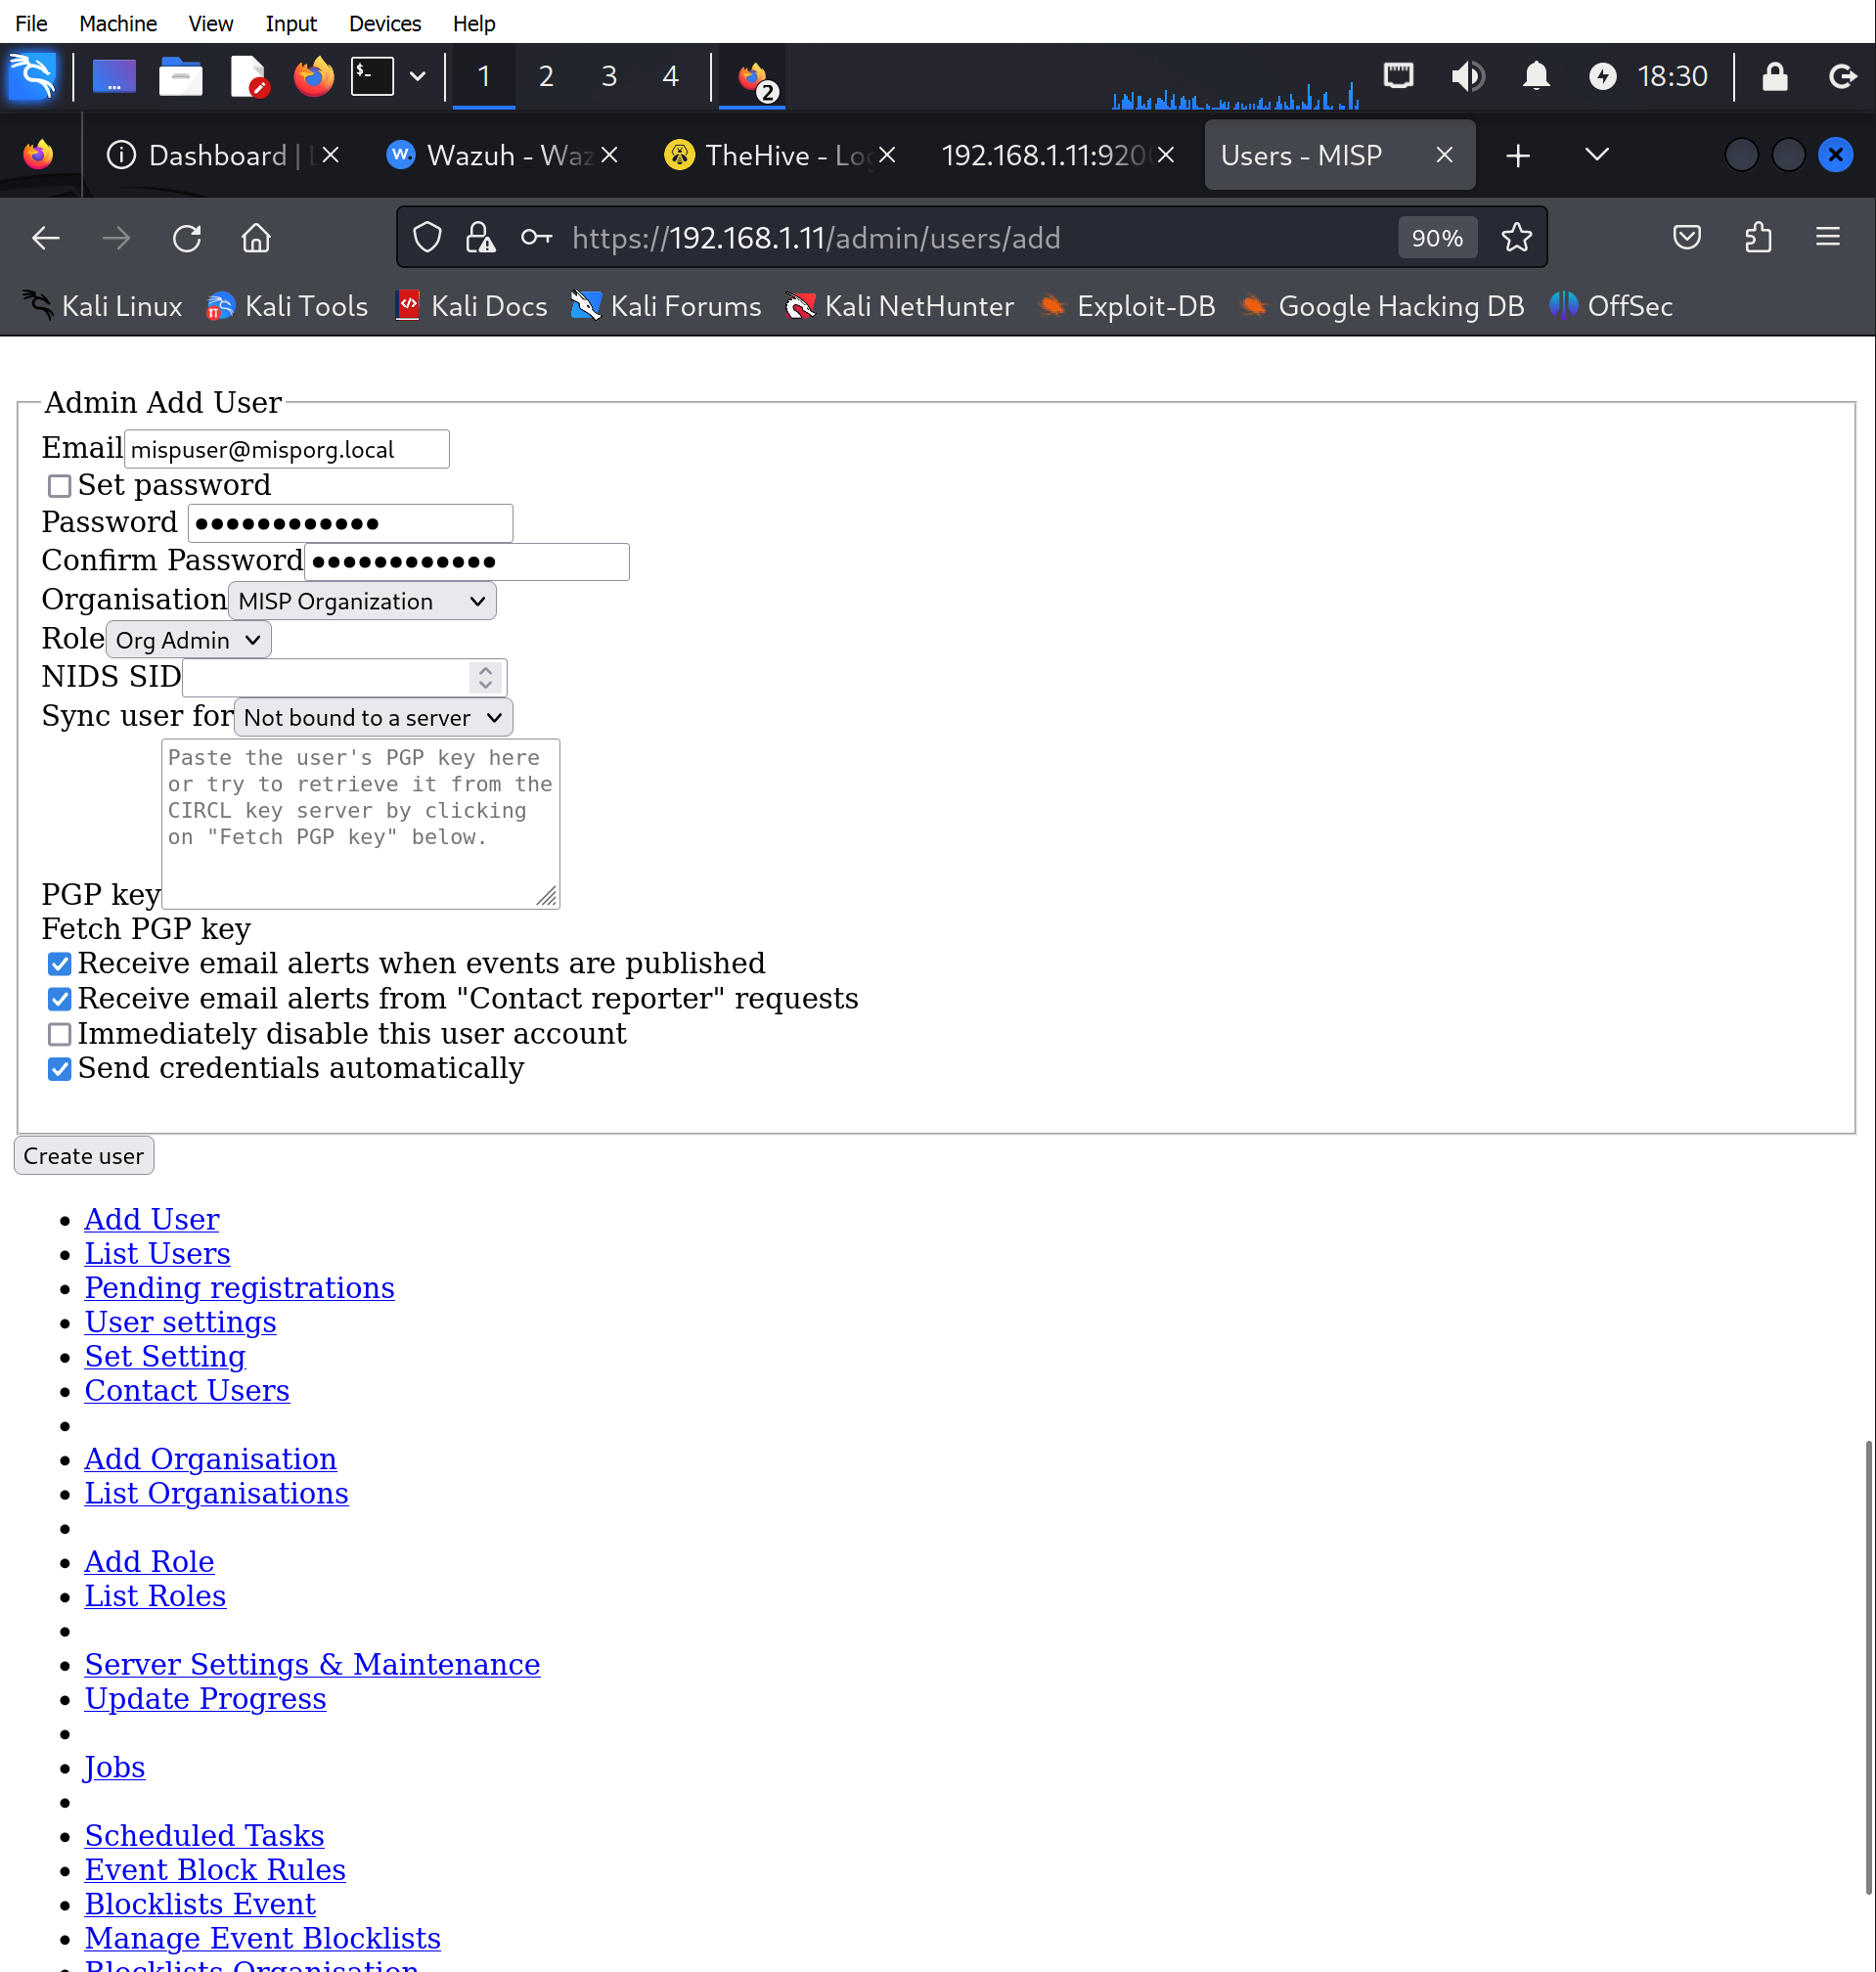 File Machine View Input Devices Help
1 2 3 4 2 18:30
Dashboard | Wazuh - Waz TheHive - Lo 192.168.1.11:920 Users - MISP
https://192.168.1.11/admin/users/add 90%
Kali Linux Kali Tools Kali Docs Kali Forums Kali NetHunter Exploit-DB Google Hacking DB OffSec
Admin Add User
Email mispuser@misporg.local
Set password
Password ●●●●●●●●●●●●
Confirm Password ●●●●●●●●●●●●
Organisation MISP Organization
Role Org Admin
NIDS SID
Sync user for Not bound to a server
Paste the user's PGP key here
or try to retrieve it from the
CIRCL key server by clicking
on "Fetch PGP key" below.
PGP key
Fetch PGP key
Receive email alerts when events are published
Receive email alerts from "Contact reporter" requests
Immediately disable this user account
Send credentials automatically
Create user
Add User
List Users
Pending registrations
User settings
Set Setting
Contact Users
Add Organisation
List Organisations
Add Role
List Roles
Server Settings & Maintenance
Update Progress
Jobs
Scheduled Tasks
Event Block Rules
Blocklists Event
Manage Event Blocklists
Blocklists Organisation